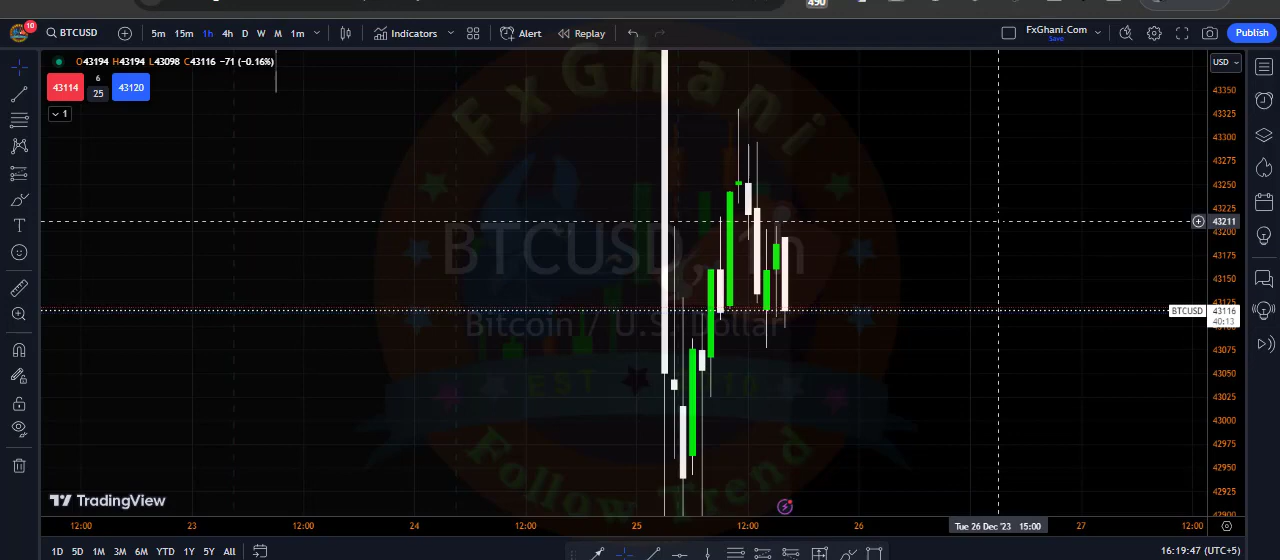 490
10
BTCUSD 5m 15m 1h 4h D W M 1m Indicators Alert Replay FxGhani.Com Save Publish
O43194 H43194 L43098 C43116 −71 (−0.16%)
USD
43114 6 25 43120
1
FxGhani
BTCUSD, 1h
Bitcoin / U.S. Dollar
EST
Follow Trend
43350
43325
43300
43275
43250
43225
43211
43200
43175
43150
43125
BTCUSD 43116
40:13
43075
43050
43025
43000
42975
42950
42925
TradingView
12:00 23 12:00 24 12:00 25 12:00 26 Tue 26 Dec '23 15:00 27 12:00
1D 5D 1M 3M 6M YTD 1Y 5Y All 16:19:47 (UTC+5)